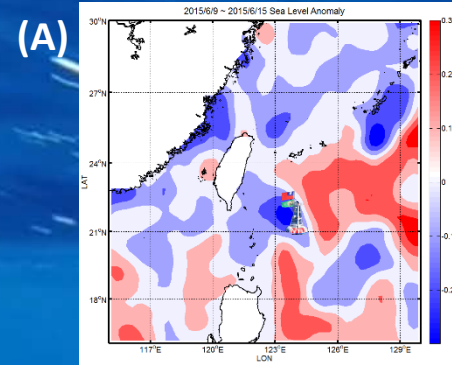 (A)
2015/6/9 ~ 2015/6/15 Sea Level Anomaly
30°N
27°N
24°N
21°N
18°N
LAT
117°E 120°E 123°E 126°E 129°E
LON
0.3
0.2
0.1
0
-0.1
-0.2